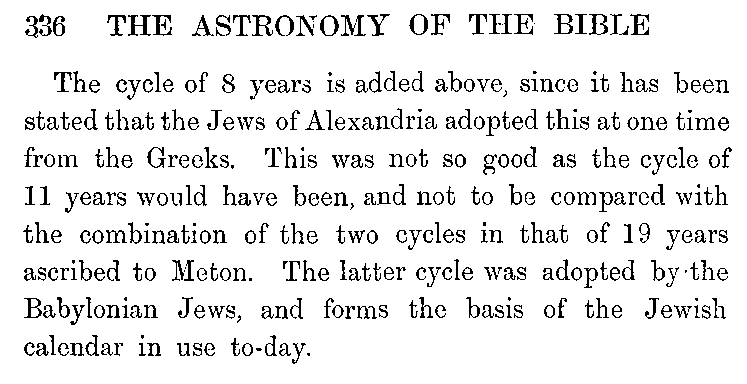 336 THE ASTRONOMY OF THE BIBLE
The cycle of 8 years is added above, since it has been
stated that the Jews of Alexandria adopted this at one time
from the Greeks. This was not so good as the cycle of
11 years would have been, and not to be compared with
the combination of the two cycles in that of 19 years
ascribed to Meton. The latter cycle was adopted by the
Babylonian Jews, and forms the basis of the Jewish
calendar in use to-day.